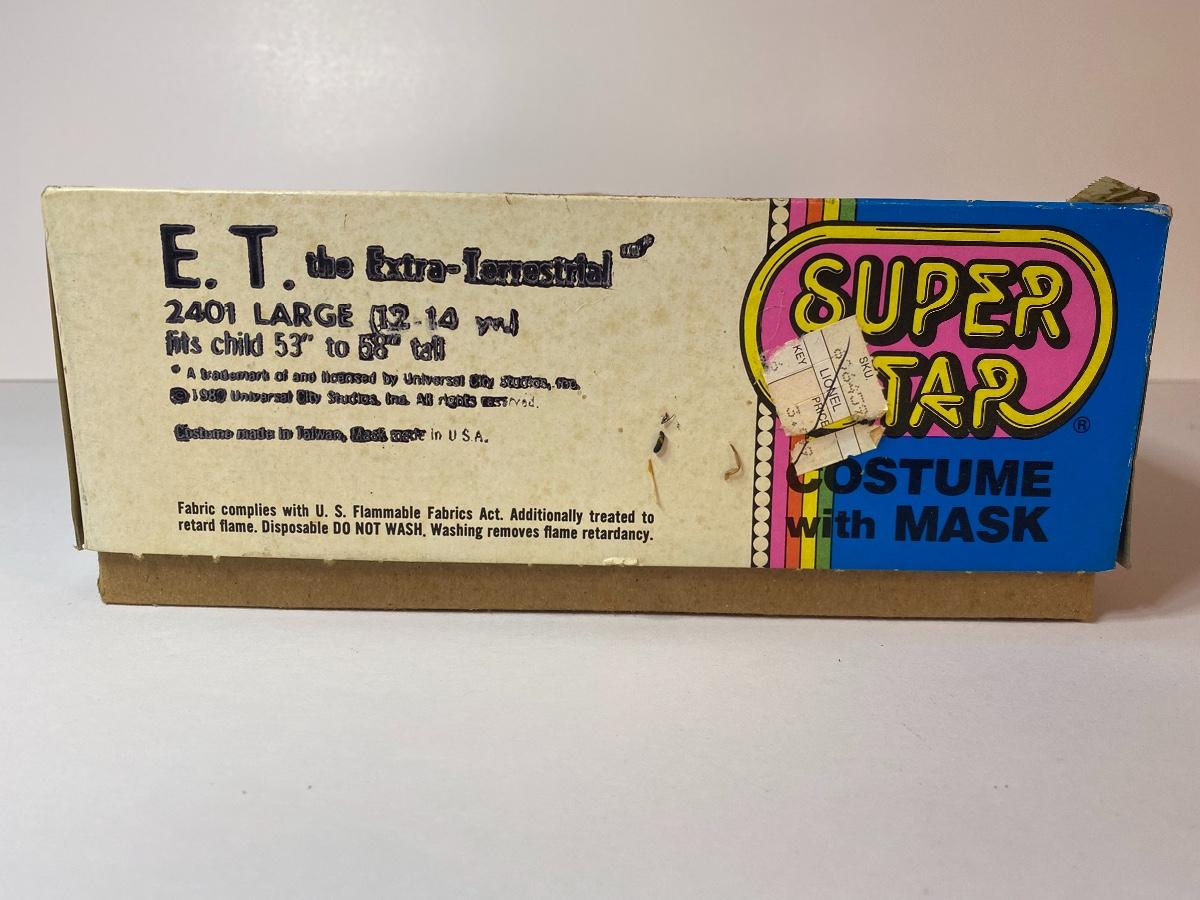 E. T. the Extra-Terrestrial
2401 LARGE (12-14 yrs.)
fits child 53" to 58" tall
* A trademark of and licensed by Universal City Studios, Inc.
© 1982 Universal City Studios, Inc. All rights reserved.
Costume made in Taiwan, Mask made in U S A.
Fabric complies with U. S. Flammable Fabrics Act. Additionally treated to
retard flame. Disposable DO NOT WASH. Washing removes flame retardancy.
SUPER
TAP
®
KEY LIONEL SKU
PRICE
COSTUME
with MASK